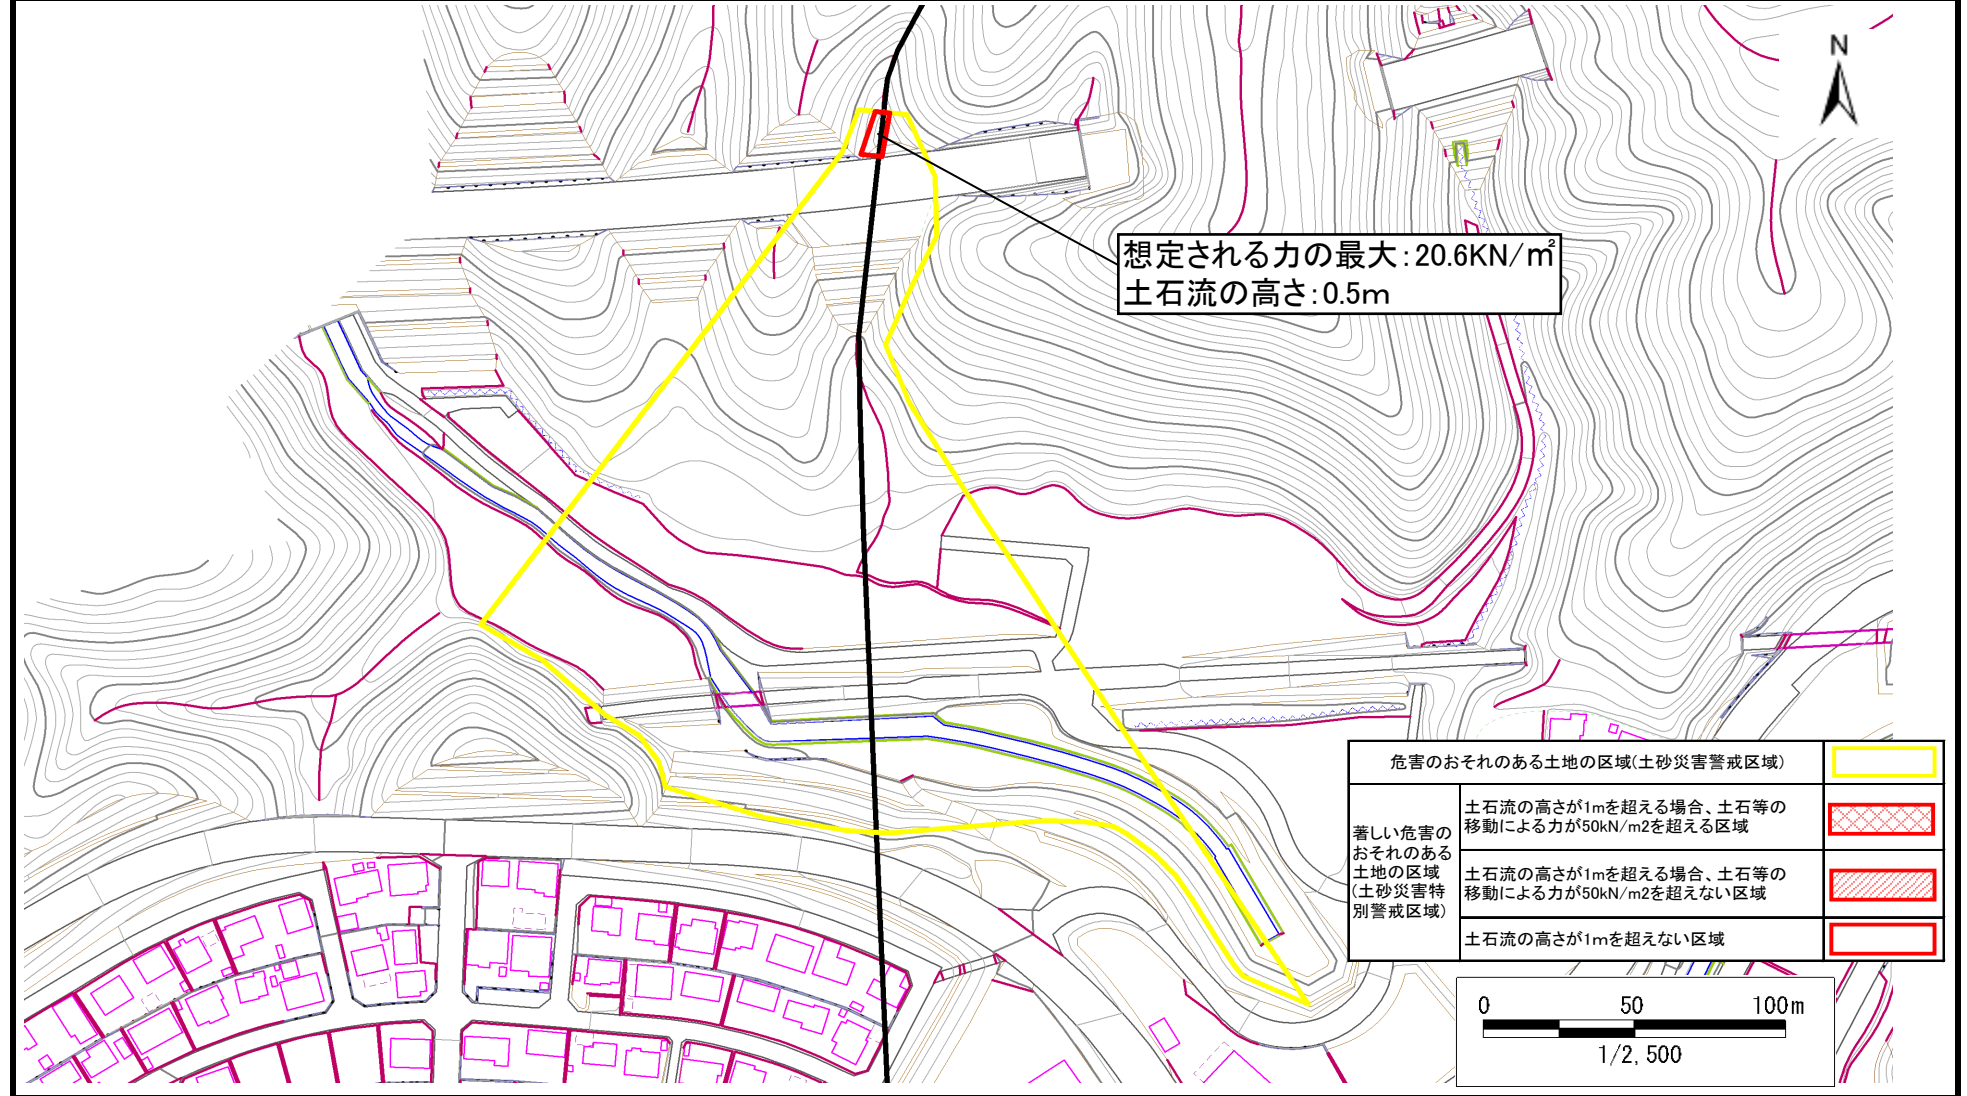 N
想定される力の最大：20.6KN/㎡
土石流の高さ：0.5m
危害のおそれのある土地の区域(土砂災害警戒区域)
著しい危害の
おそれのある
土地の区域
(土砂災害特
別警戒区域)
土石流の高さが1mを超える場合、土石等の
移動による力が50kN/m2を超える区域
土石流の高さが1mを超える場合、土石等の
移動による力が50kN/m2を超えない区域
土石流の高さが1mを超えない区域
0 50 100m
1/2,500